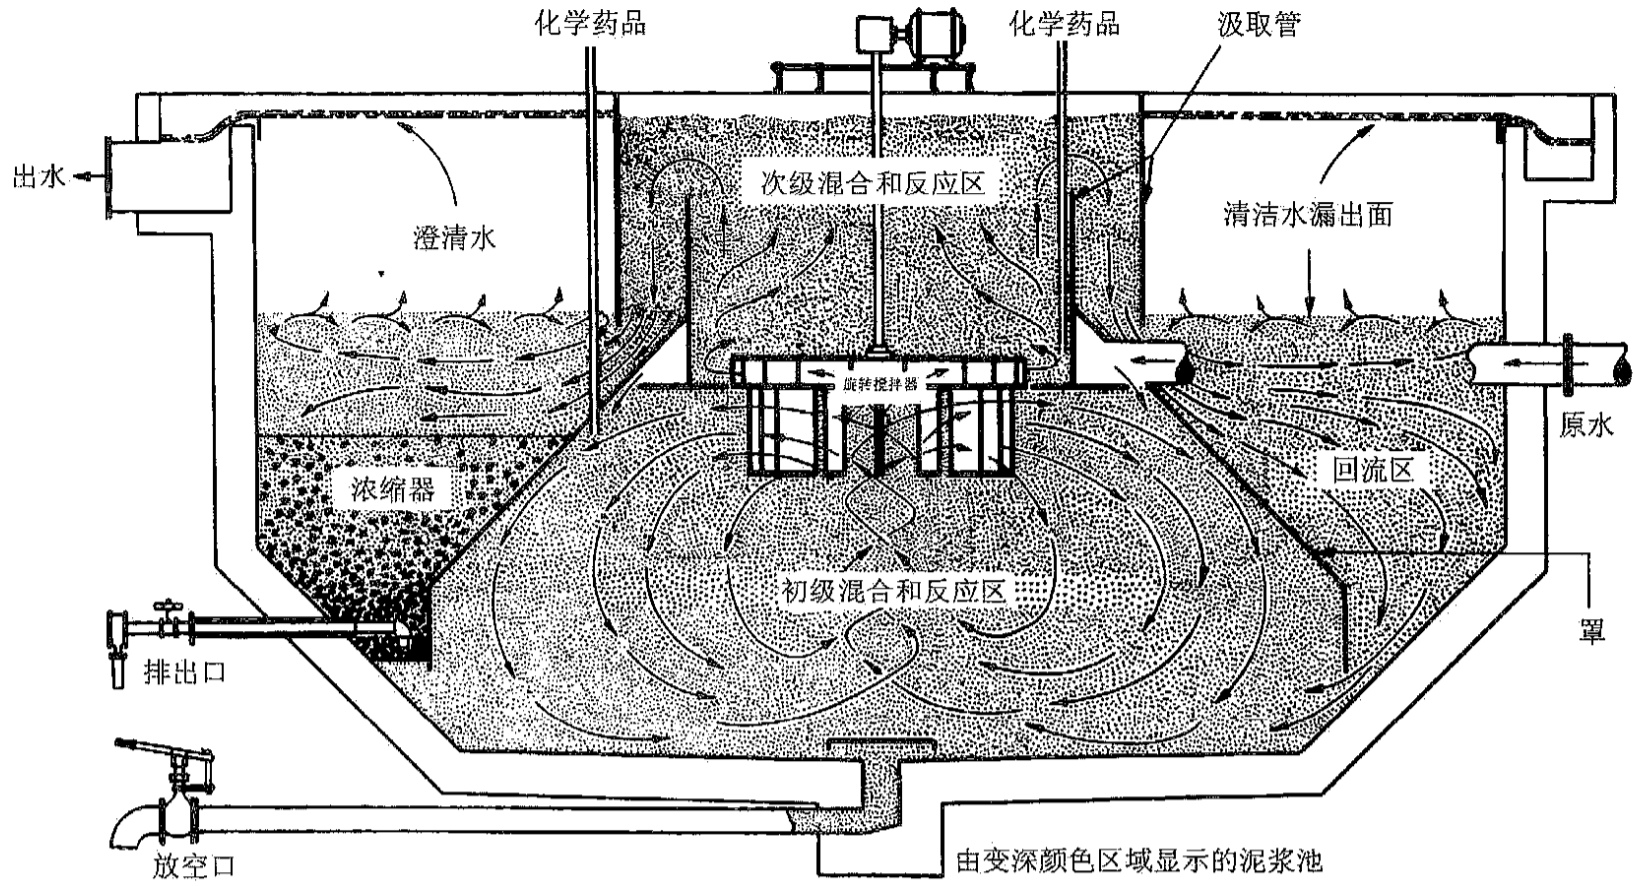 化学药品
化学药品
汲取管
出水
次级混合和反应区
澄清水
清洁水漏出面
旋转搅拌器
原水
浓缩器
回流区
初级混合和反应区
罩
排出口
放空口
由变深颜色区域显示的泥浆池